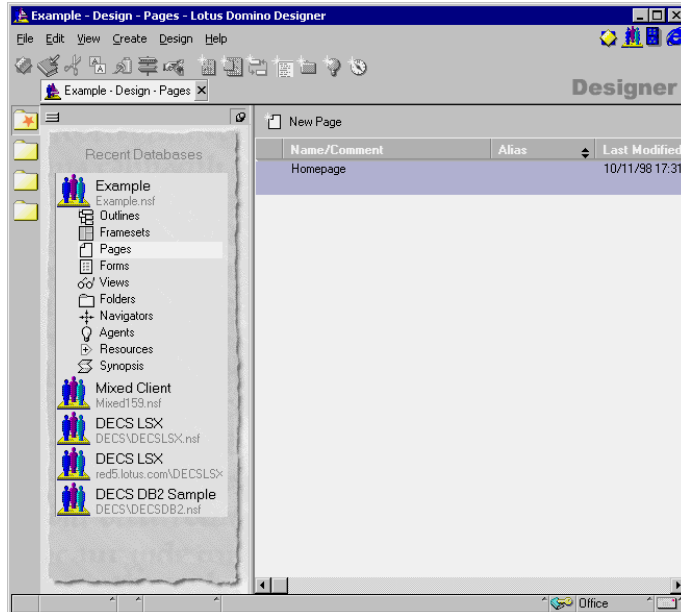 Example - Design - Pages - Lotus Domino Designer
File Edit View Create Design Help
Example - Design - Pages
Designer
New Page
Recent Databases
Name/Comment Alias Last Modified
Homepage 10/11/98 17:31
Example
Example.nsf
Outlines
Framesets
Pages
Forms
Views
Folders
Navigators
Agents
Resources
Synopsis
Mixed Client
Mixed159.nsf
DECS LSX
DECS\DECSLSX.nsf
DECS LSX
red5.lotus.com\DECSLSX
DECS DB2 Sample
DECS\DECSDB2.nsf
Office